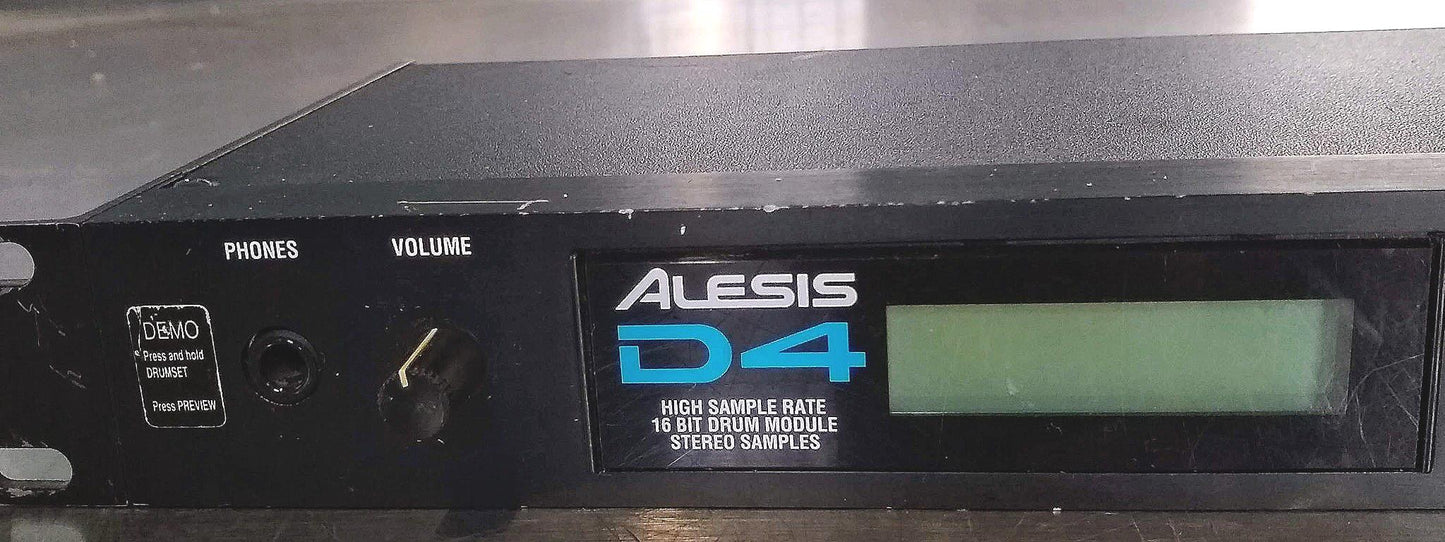 PHONES
VOLUME
DEMO
Press and hold
DRUMSET
Press PREVIEW
ALESIS
D4
HIGH SAMPLE RATE
16 BIT DRUM MODULE
STEREO SAMPLES